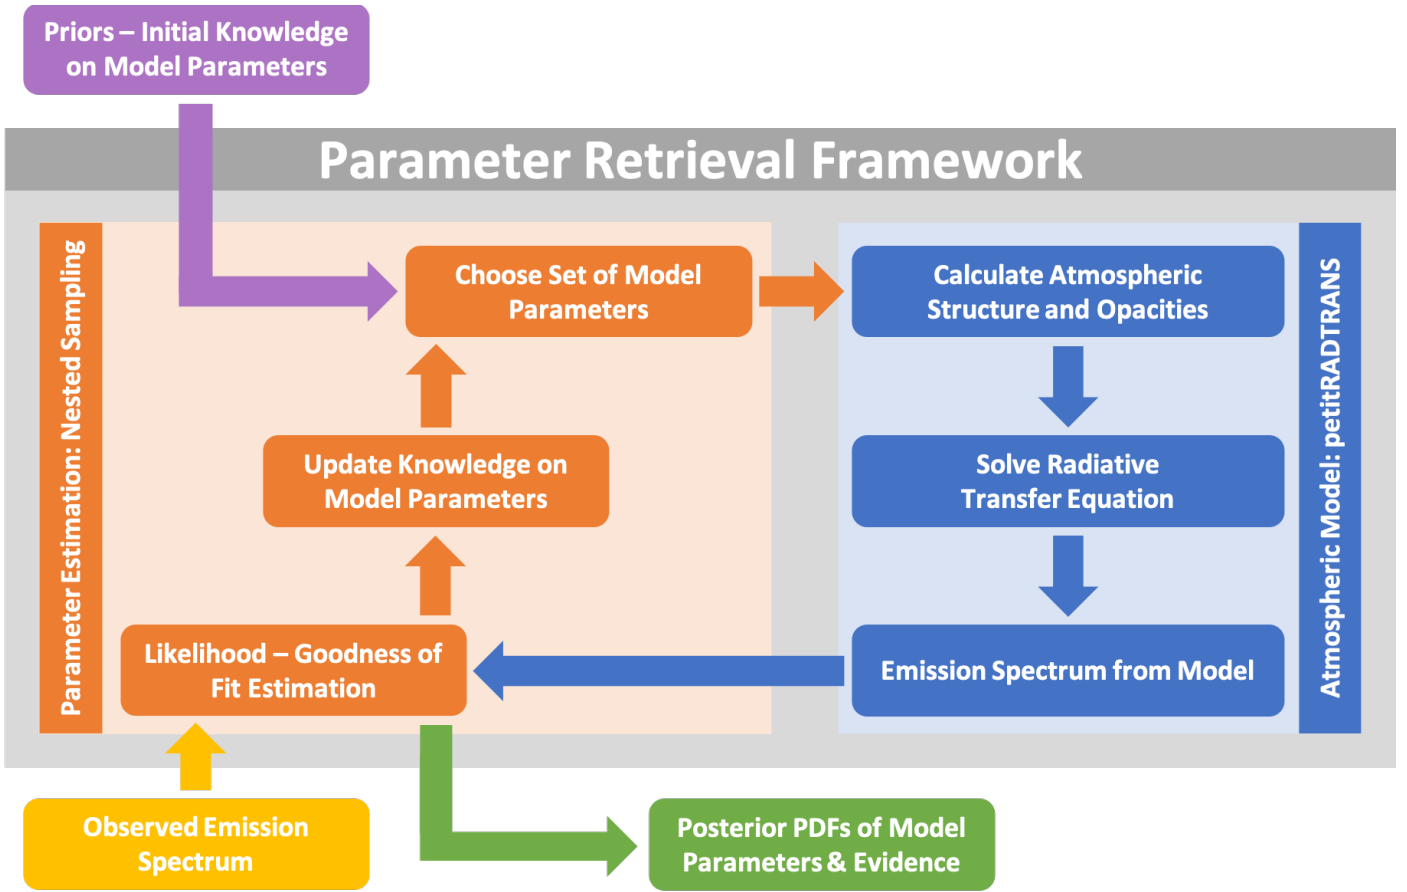 Priors – Initial Knowledge
on Model Parameters
Parameter Retrieval Framework
Parameter Estimation: Nested Sampling
Choose Set of Model
Parameters
Calculate Atmospheric
Structure and Opacities
Atmospheric Model: petitRADTRANS
Update Knowledge on
Model Parameters
Solve Radiative
Transfer Equation
Likelihood – Goodness of
Fit Estimation
Emission Spectrum from Model
Observed Emission
Spectrum
Posterior PDFs of Model
Parameters & Evidence